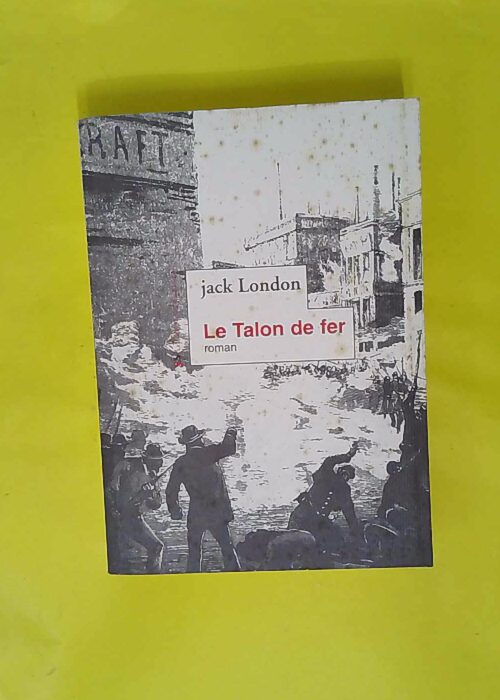 RAFT
jack London
Le Talon de fer
roman